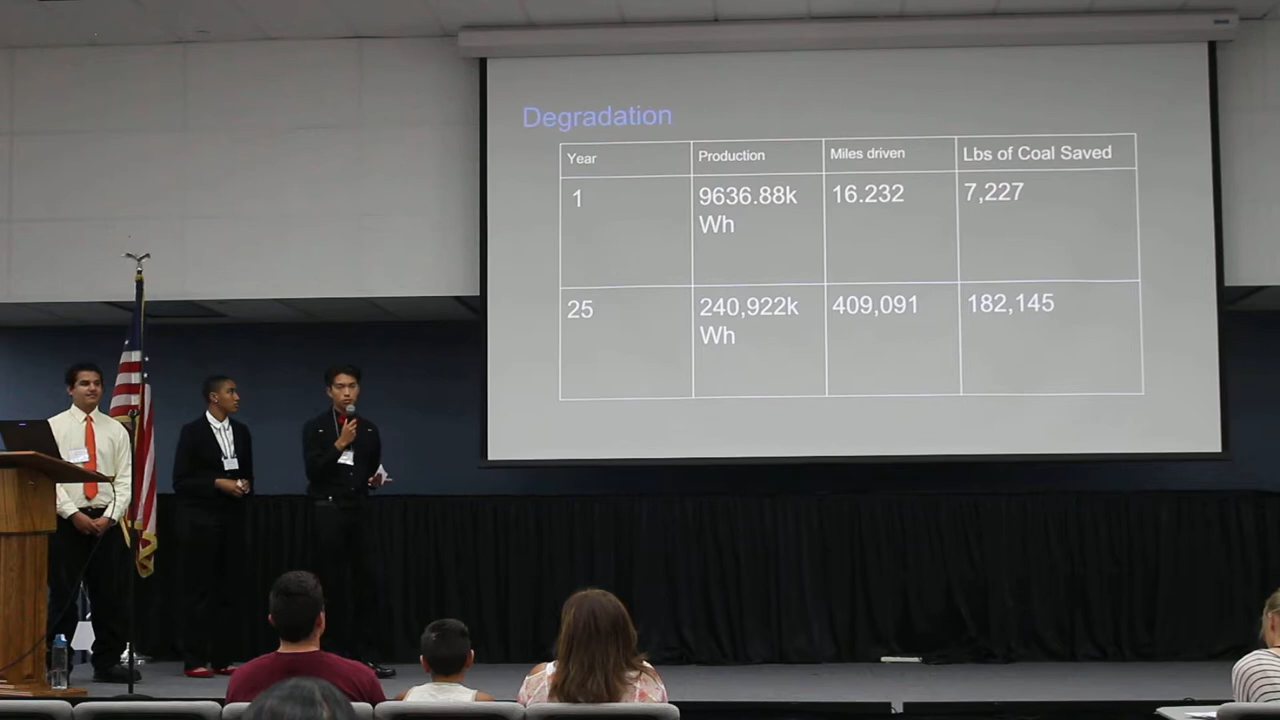 Degradation
Year Production Miles driven Lbs of Coal Saved
1 9636.88k 16.232 7,227
Wh
25 240,922k 409,091 182,145
Wh